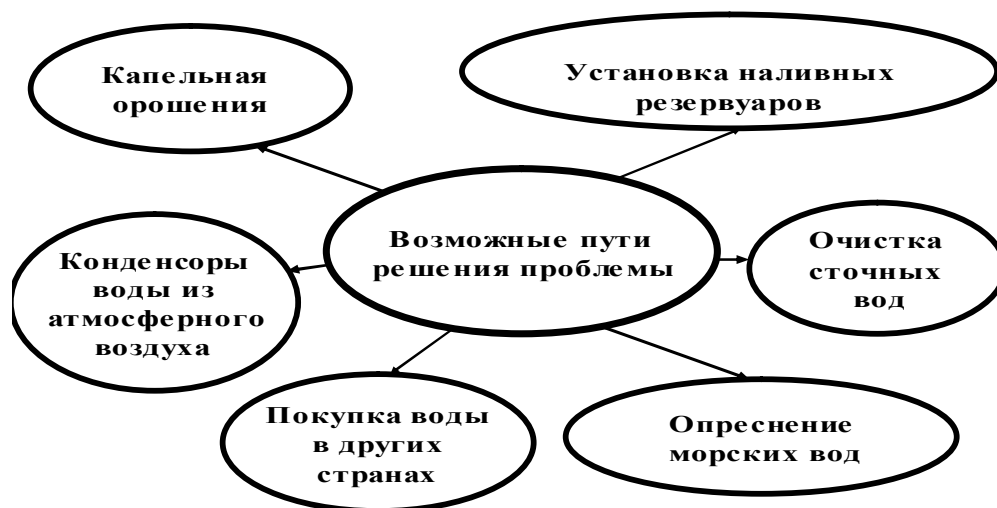 Капельная
орошения
Установка наливных
резервуаров
Возможные пути
решения проблемы
Очистка
сточных
вод
Конденсоры
воды из
атмосферного
воздуха
Покупка воды
в других
странах
Опреснение
морских вод